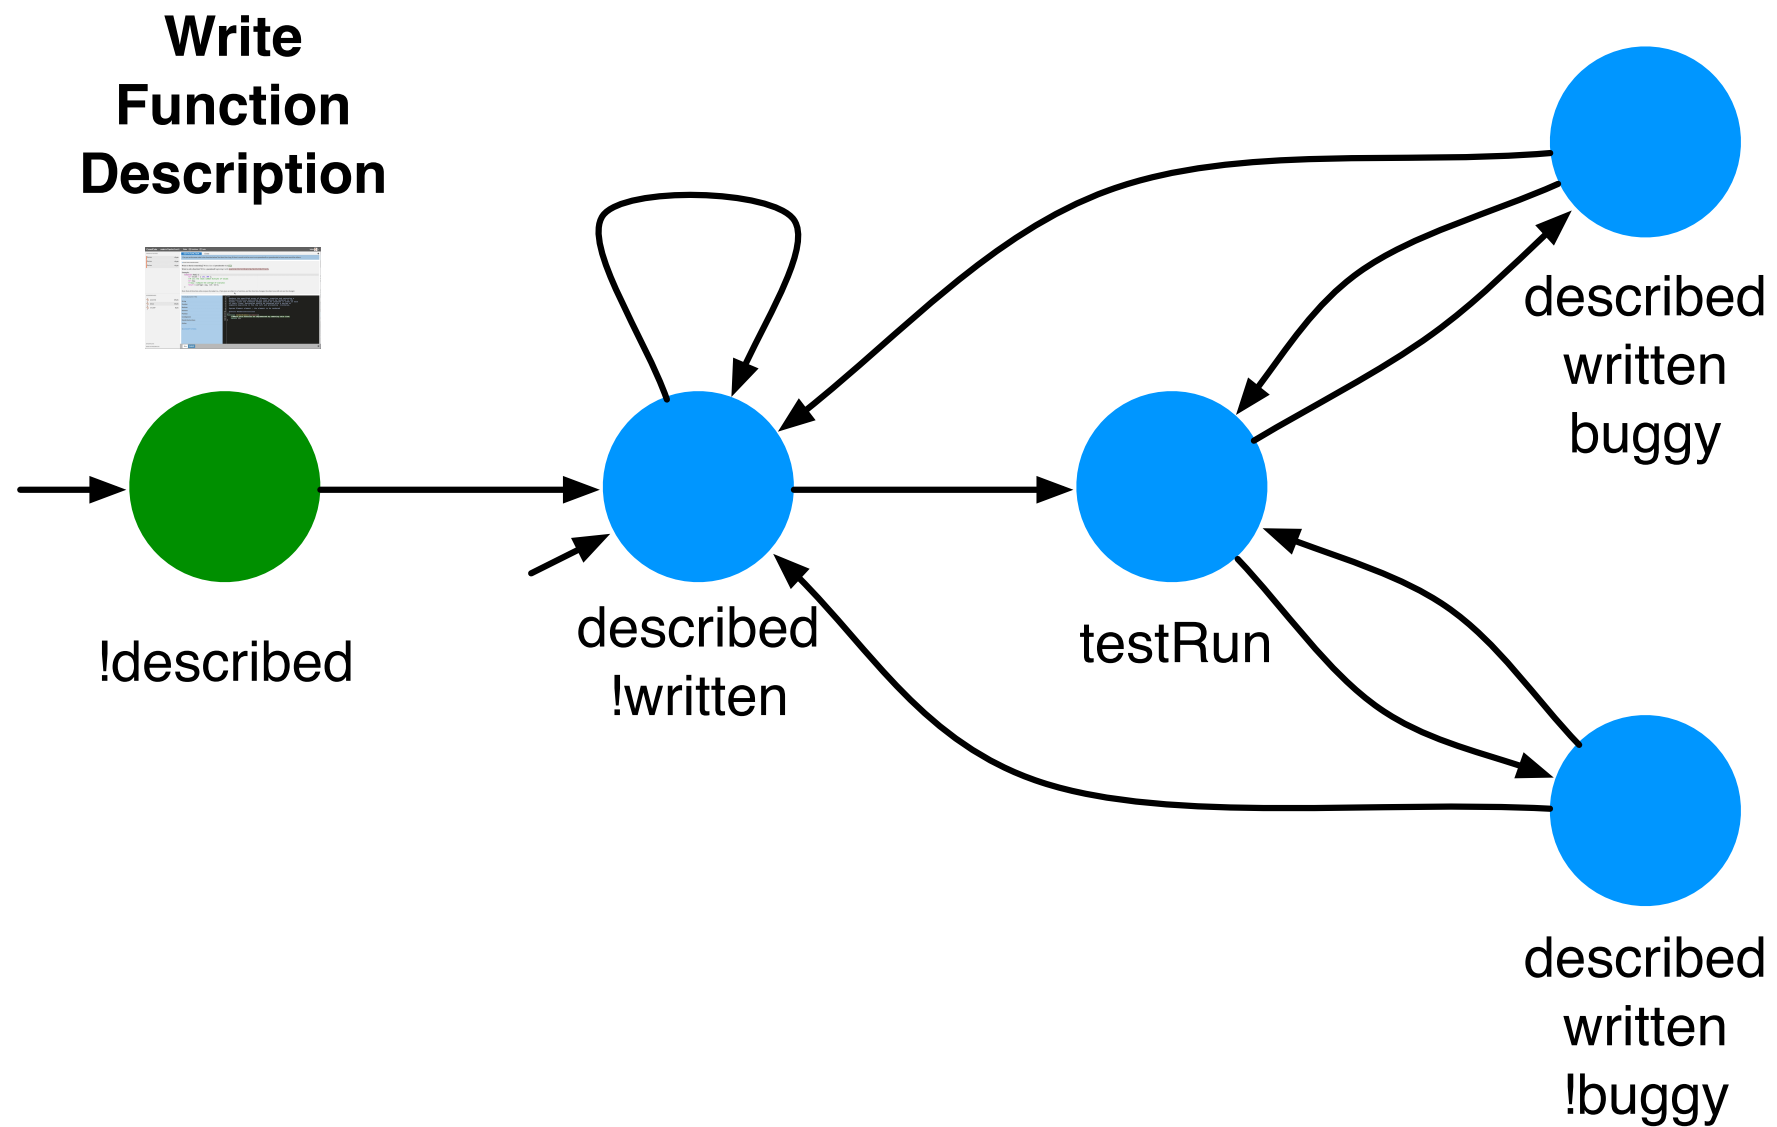 Write
Function
Description
!described
described
!written
testRun
described
written
buggy
described
written
!buggy